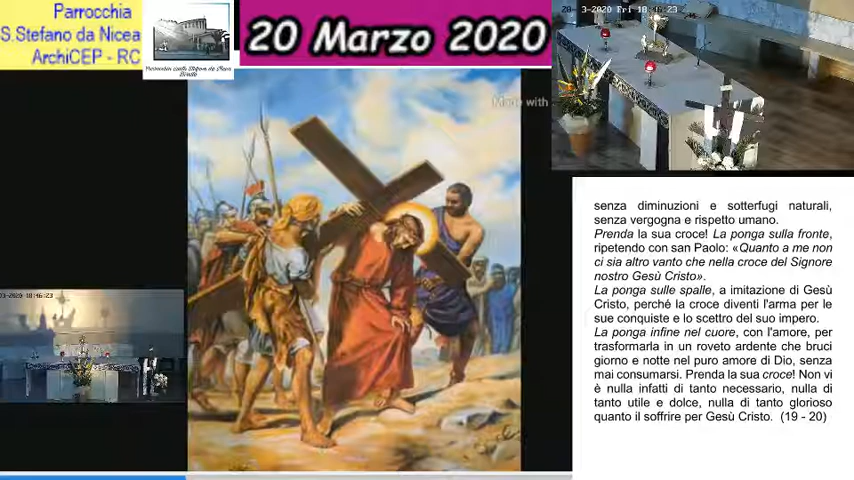 Parrocchia
S.Stefano da Nicea
ArchiCEP - RC
20 Marzo 2020
Made with
senza diminuzioni e sotterfugi naturali,
senza vergogna e rispetto umano.
Prenda la sua croce! La ponga sulla fronte,
ripetendo con san Paolo: «Quanto a me non
ci sia altro vanto che nella croce del Signore
nostro Gesù Cristo».
La ponga sulle spalle, a imitazione di Gesù
Cristo, perché la croce diventi l'arma per le
sue conquiste e lo scettro del suo impero.
La ponga infine nel cuore, con l'amore, per
trasformarla in un roveto ardente che bruci
giorno e notte nel puro amore di Dio, senza
mai consumarsi. Prenda la sua croce! Non vi
è nulla infatti di tanto necessario, nulla di
tanto utile e dolce, nulla di tanto glorioso
quanto il soffrire per Gesù Cristo. (19 - 20)